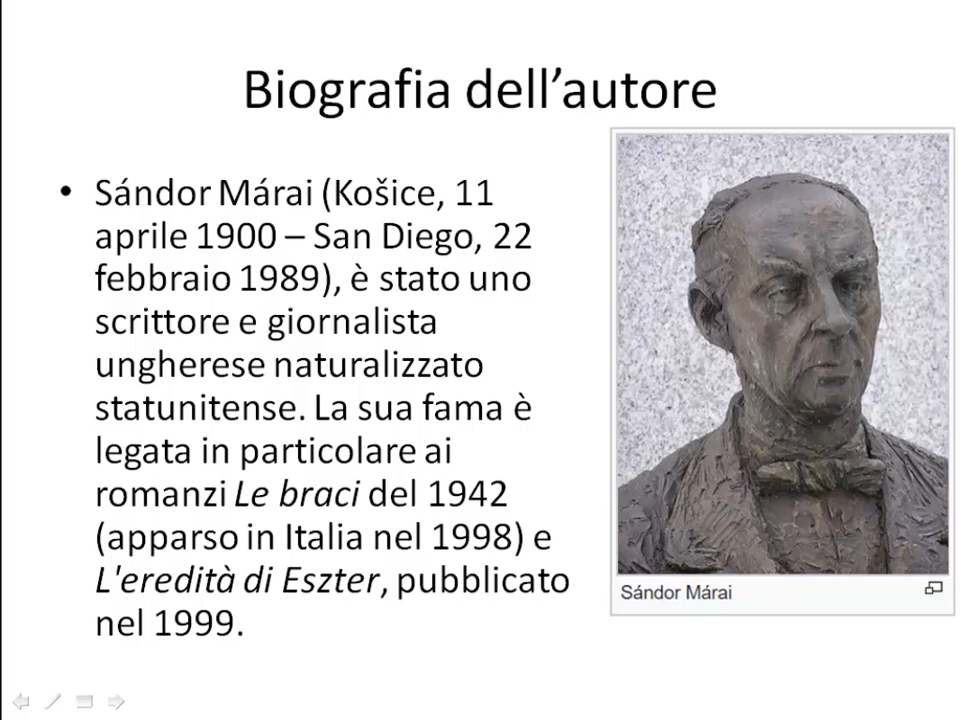 Biografia dell’autore
• Sándor Márai (Košice, 11
aprile 1900 – San Diego, 22
febbraio 1989), è stato uno
scrittore e giornalista
ungherese naturalizzato
statunitense. La sua fama è
legata in particolare ai
romanzi Le braci del 1942
(apparso in Italia nel 1998) e
L'eredità di Eszter, pubblicato
nel 1999.
Sándor Márai